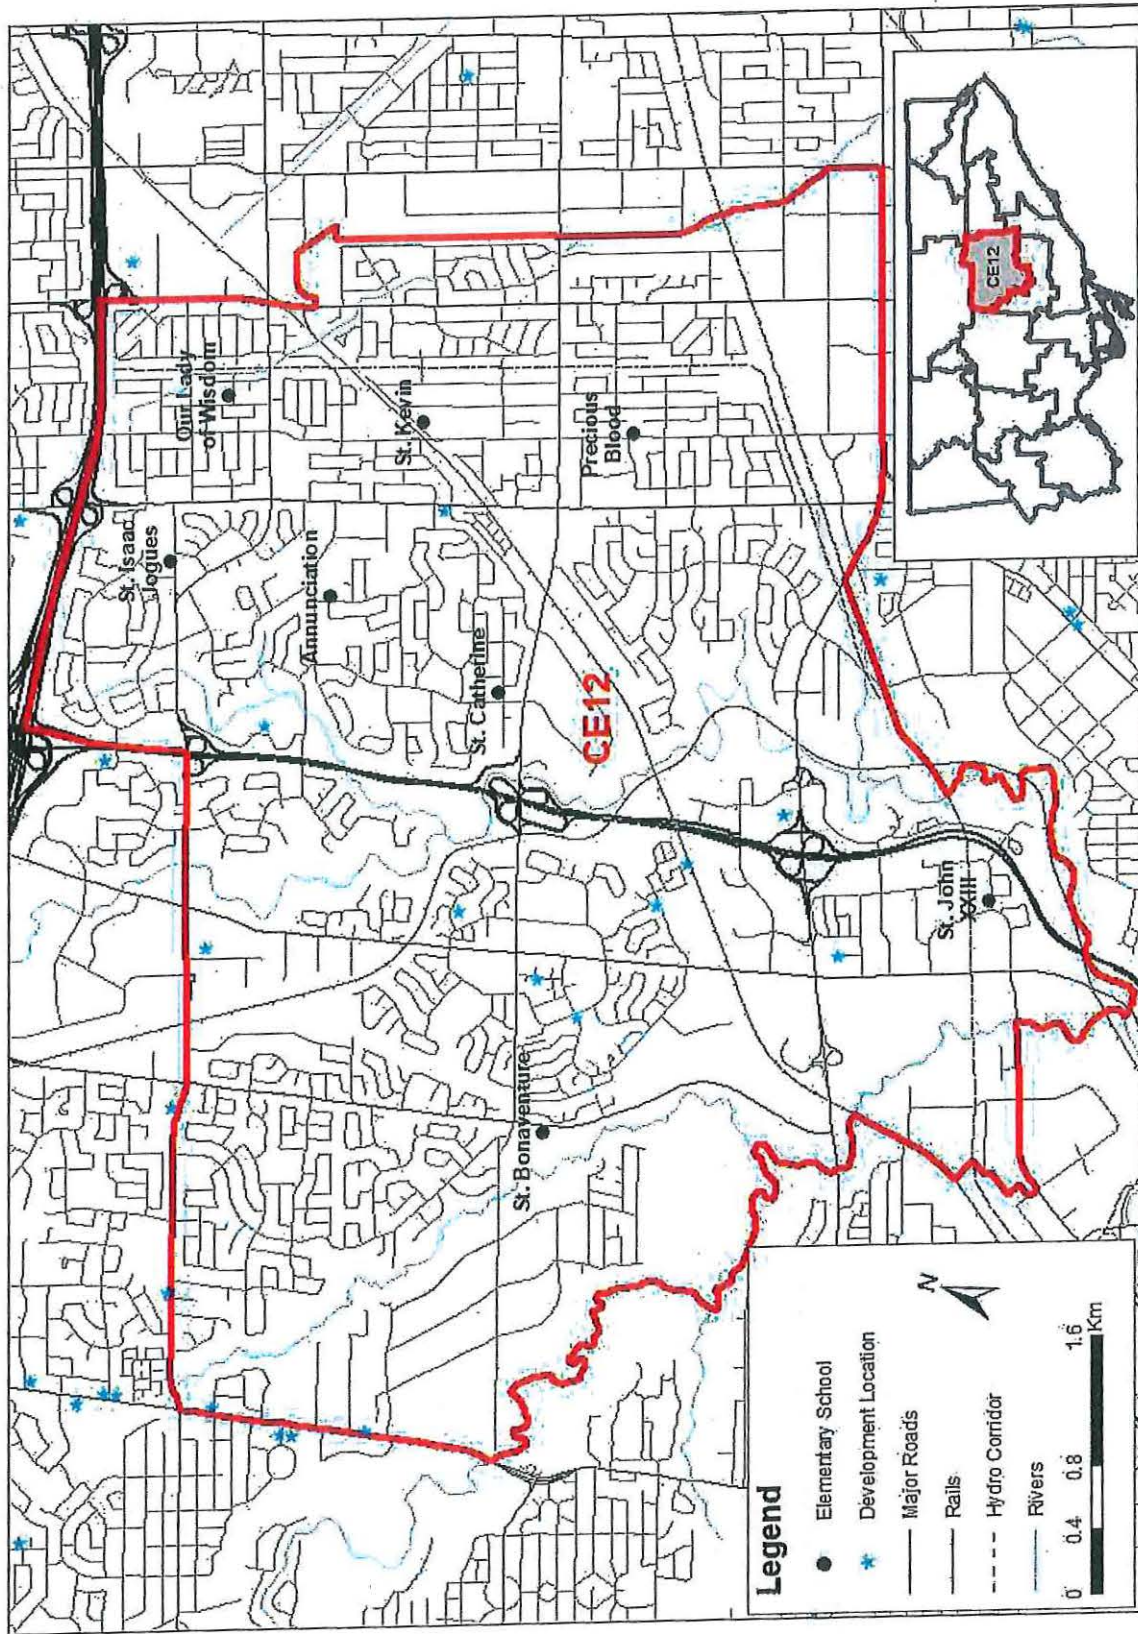 Our Lady
of Wisdom
St. Isaac
Jogues
St. Kevin
Annunciation
Precious
Blood
St. Catherine
CE12
St. John
XXIII
St. Bonaventure
CE12
Legend
Elementary School
Development Location
Major Roads
Rails
Hydro Corridor
Rivers
N
0 0.4 0.8 1.6
Km